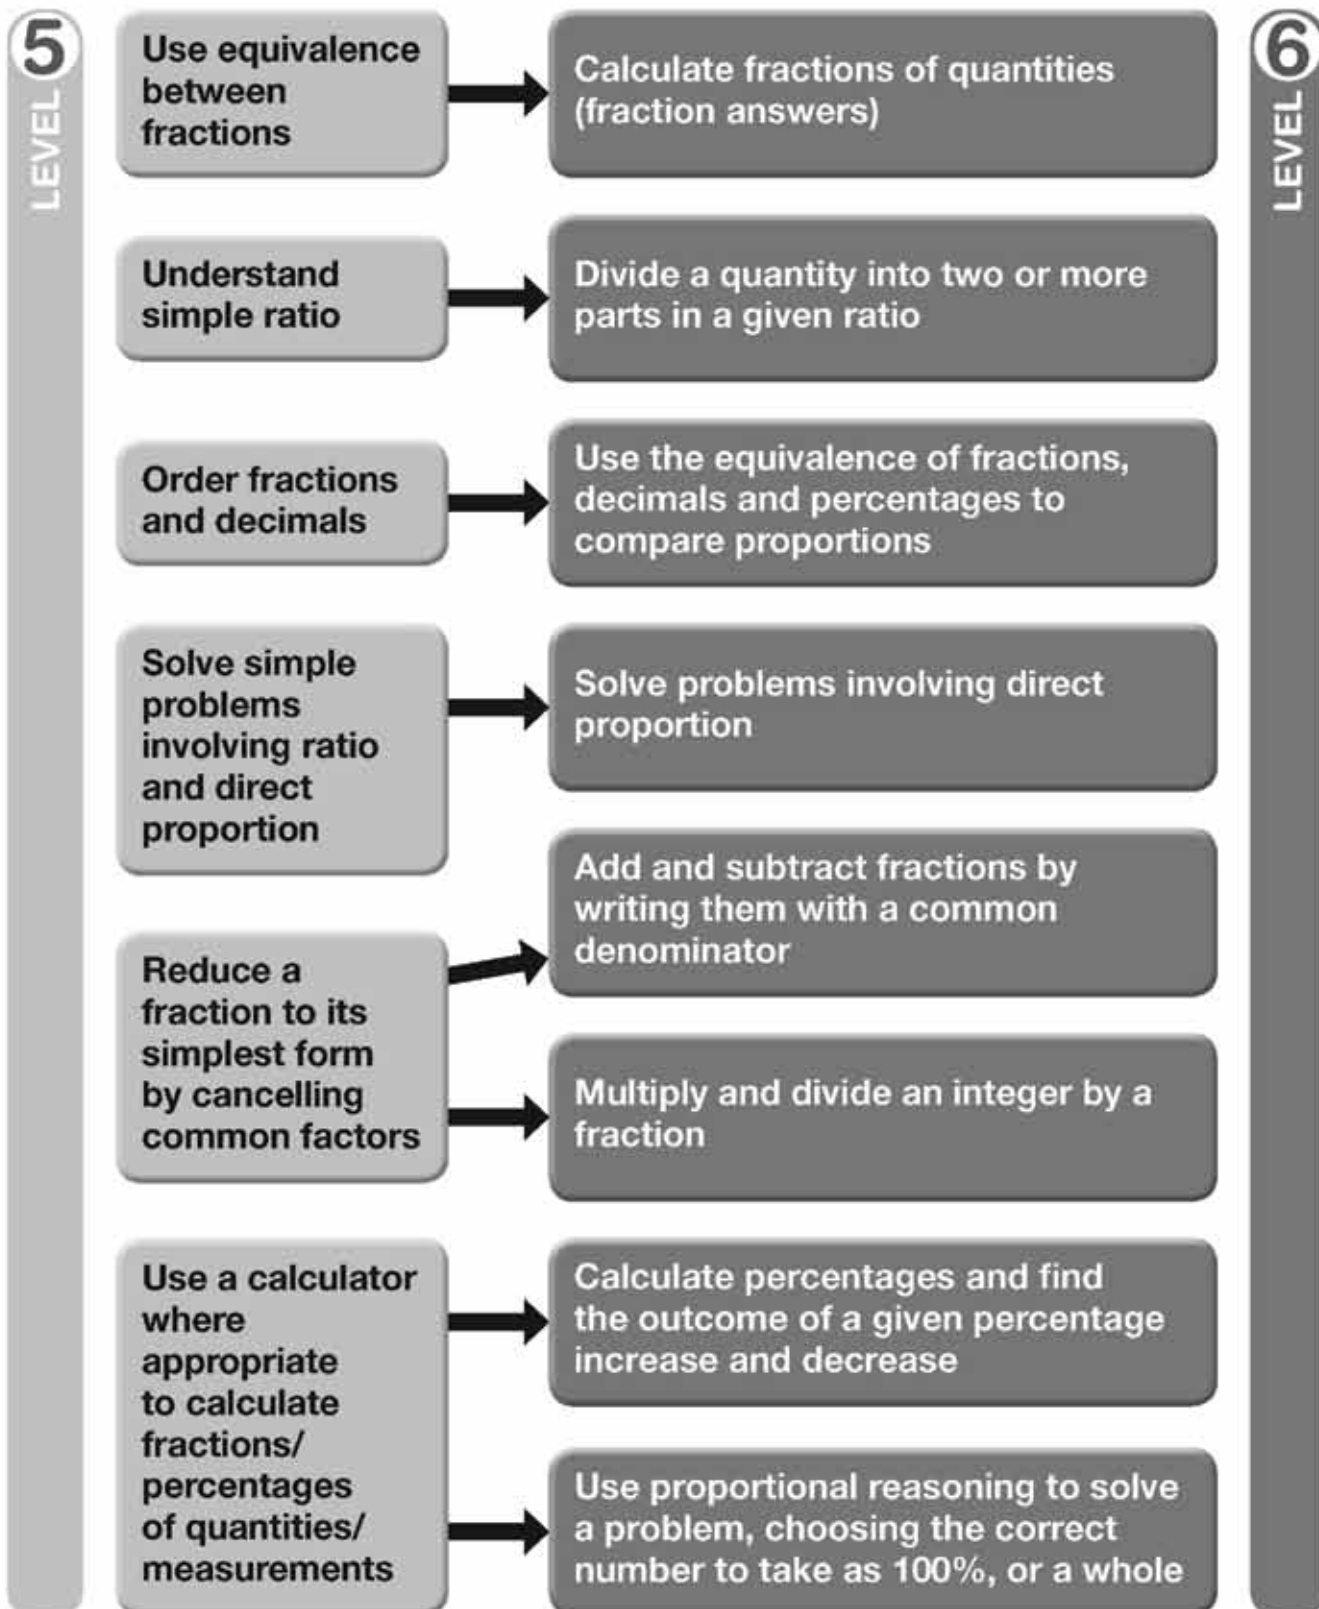 5
LEVEL
Use equivalence
between
fractions
Calculate fractions of quantities
(fraction answers)
6
LEVEL
Understand
simple ratio
Divide a quantity into two or more
parts in a given ratio
Order fractions
and decimals
Use the equivalence of fractions,
decimals and percentages to
compare proportions
Solve simple
problems
involving ratio
and direct
proportion
Solve problems involving direct
proportion
Reduce a
fraction to its
simplest form
by cancelling
common factors
Add and subtract fractions by
writing them with a common
denominator
Multiply and divide an integer by a
fraction
Use a calculator
where
appropriate
to calculate
fractions/
percentages
of quantities/
measurements
Calculate percentages and find
the outcome of a given percentage
increase and decrease
Use proportional reasoning to solve
a problem, choosing the correct
number to take as 100%, or a whole